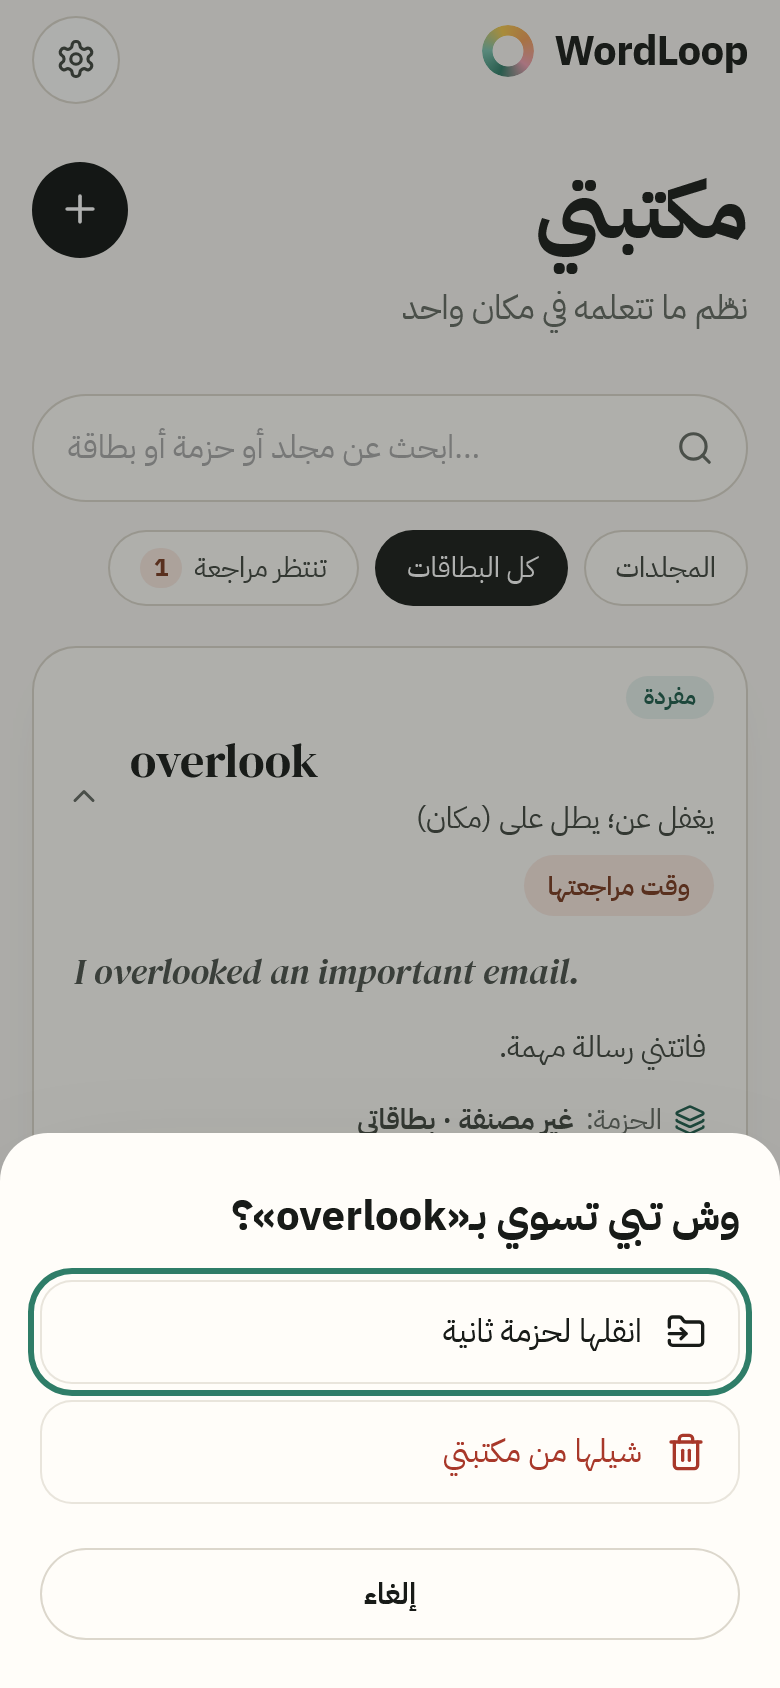 WordLoop
مكتبتي
نظّم ما تتعلمه في مكان واحد
ابحث عن مجلد أو حزمة أو بطاقة...
المجلدات
كل البطاقات
تنتظر مراجعة 1
مفردة
overlook
يغفل عن؛ يطل على (مكان)
وقت مراجعتها
I overlooked an important email.
فاتتني رسالة مهمة.
الحزمة: غير مصنفة · بطاقاتي
وش تبي تسوي بـ«overlook»؟
انقلها لحزمة ثانية
شيلها من مكتبتي
إلغاء